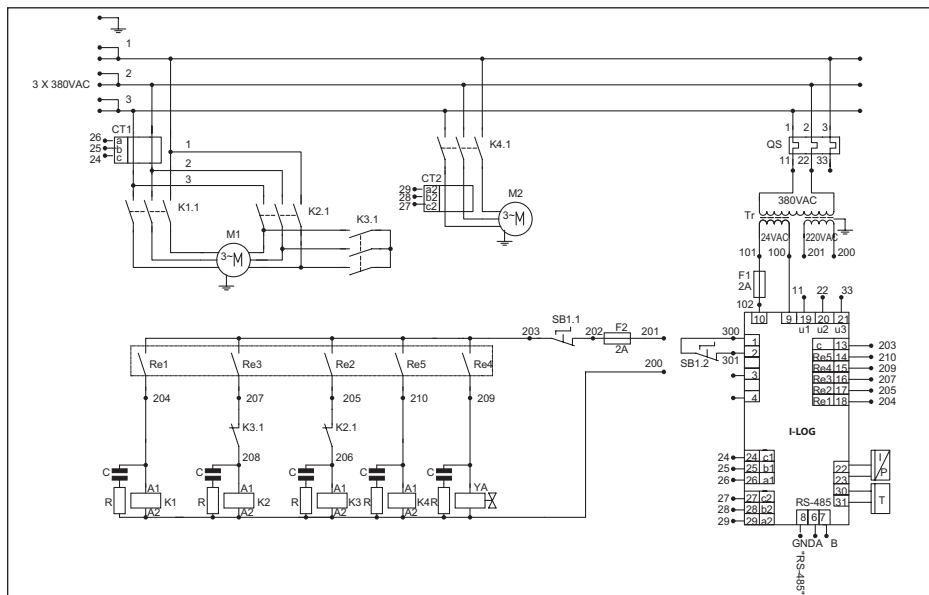 1
2
3 X 380VAC
3
CT1
26 a
25 b
24 c
1
2
3
K1.1
K2.1
K3.1
M1
3~M
K4.1
CT2
29 a2
28 b2
27 c2
M2
3~M
1 2 3
QS
11 22 33
380VAC
Tr
24VAC 220VAC
101 100 201 200
F1
2A
102
11 22 33
10 9 19 20 21
u1 u2 u3
203 SB1.1 202 F2 201
2A
200
300
301
SB1.2
1
2
3
4
c 13 203
Re5 14 210
Re4 15 209
Re3 16 207
Re2 17 205
Re1 18 204
I-LOG
Re1 Re3 Re2 Re5 Re4
204 207 205 210 209
K3.1 K2.1
208 206
C C C C C
R R R R R
A1 A1 A1 A1 YA
K1 K2 K3 K4
A2 A2 A2 A2
24 24 c1
25 25 b1
26 26 a1
27 27 c2
28 28 b2
29 29 a2
22
23
30
31
I/P
T
RS-485
8 6 7
GND A B
"RS-485"